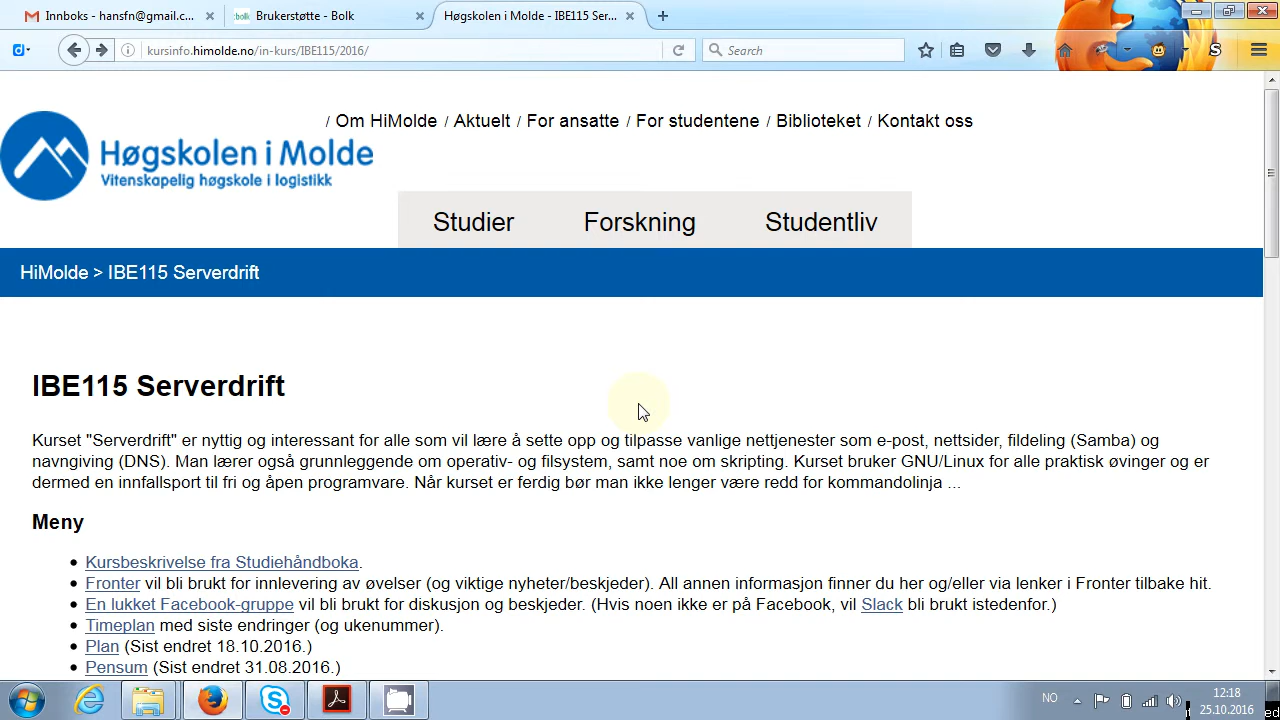 Innboks - hansfn@gmail.c...
:bolk Brukerstøtte - Bolk
Høgskolen i Molde - IBE115 Ser...
kursinfo.himolde.no/in-kurs/IBE115/2016/
Search
/ Om HiMolde / Aktuelt / For ansatte / For studentene / Biblioteket / Kontakt oss
Høgskolen i Molde
Vitenskapelig høgskole i logistikk
Studier Forskning Studentliv
HiMolde > IBE115 Serverdrift
IBE115 Serverdrift
Kurset "Serverdrift" er nyttig og interessant for alle som vil lære å sette opp og tilpasse vanlige nettjenester som e-post, nettsider, fildeling (Samba) og
navngiving (DNS). Man lærer også grunnleggende om operativ- og filsystem, samt noe om skripting. Kurset bruker GNU/Linux for alle praktisk øvinger og er
dermed en innfallsport til fri og åpen programvare. Når kurset er ferdig bør man ikke lenger være redd for kommandolinja ...
Meny
Kursbeskrivelse fra Studiehåndboka.
Fronter vil bli brukt for innlevering av øvelser (og viktige nyheter/beskjeder). All annen informasjon finner du her og/eller via lenker i Fronter tilbake hit.
En lukket Facebook-gruppe vil bli brukt for diskusjon og beskjeder. (Hvis noen ikke er på Facebook, vil Slack bli brukt istedenfor.)
Timeplan med siste endringer (og ukenummer).
Plan (Sist endret 18.10.2016.)
Pensum (Sist endret 31.08.2016.)
NO
12:18
25.10.2016